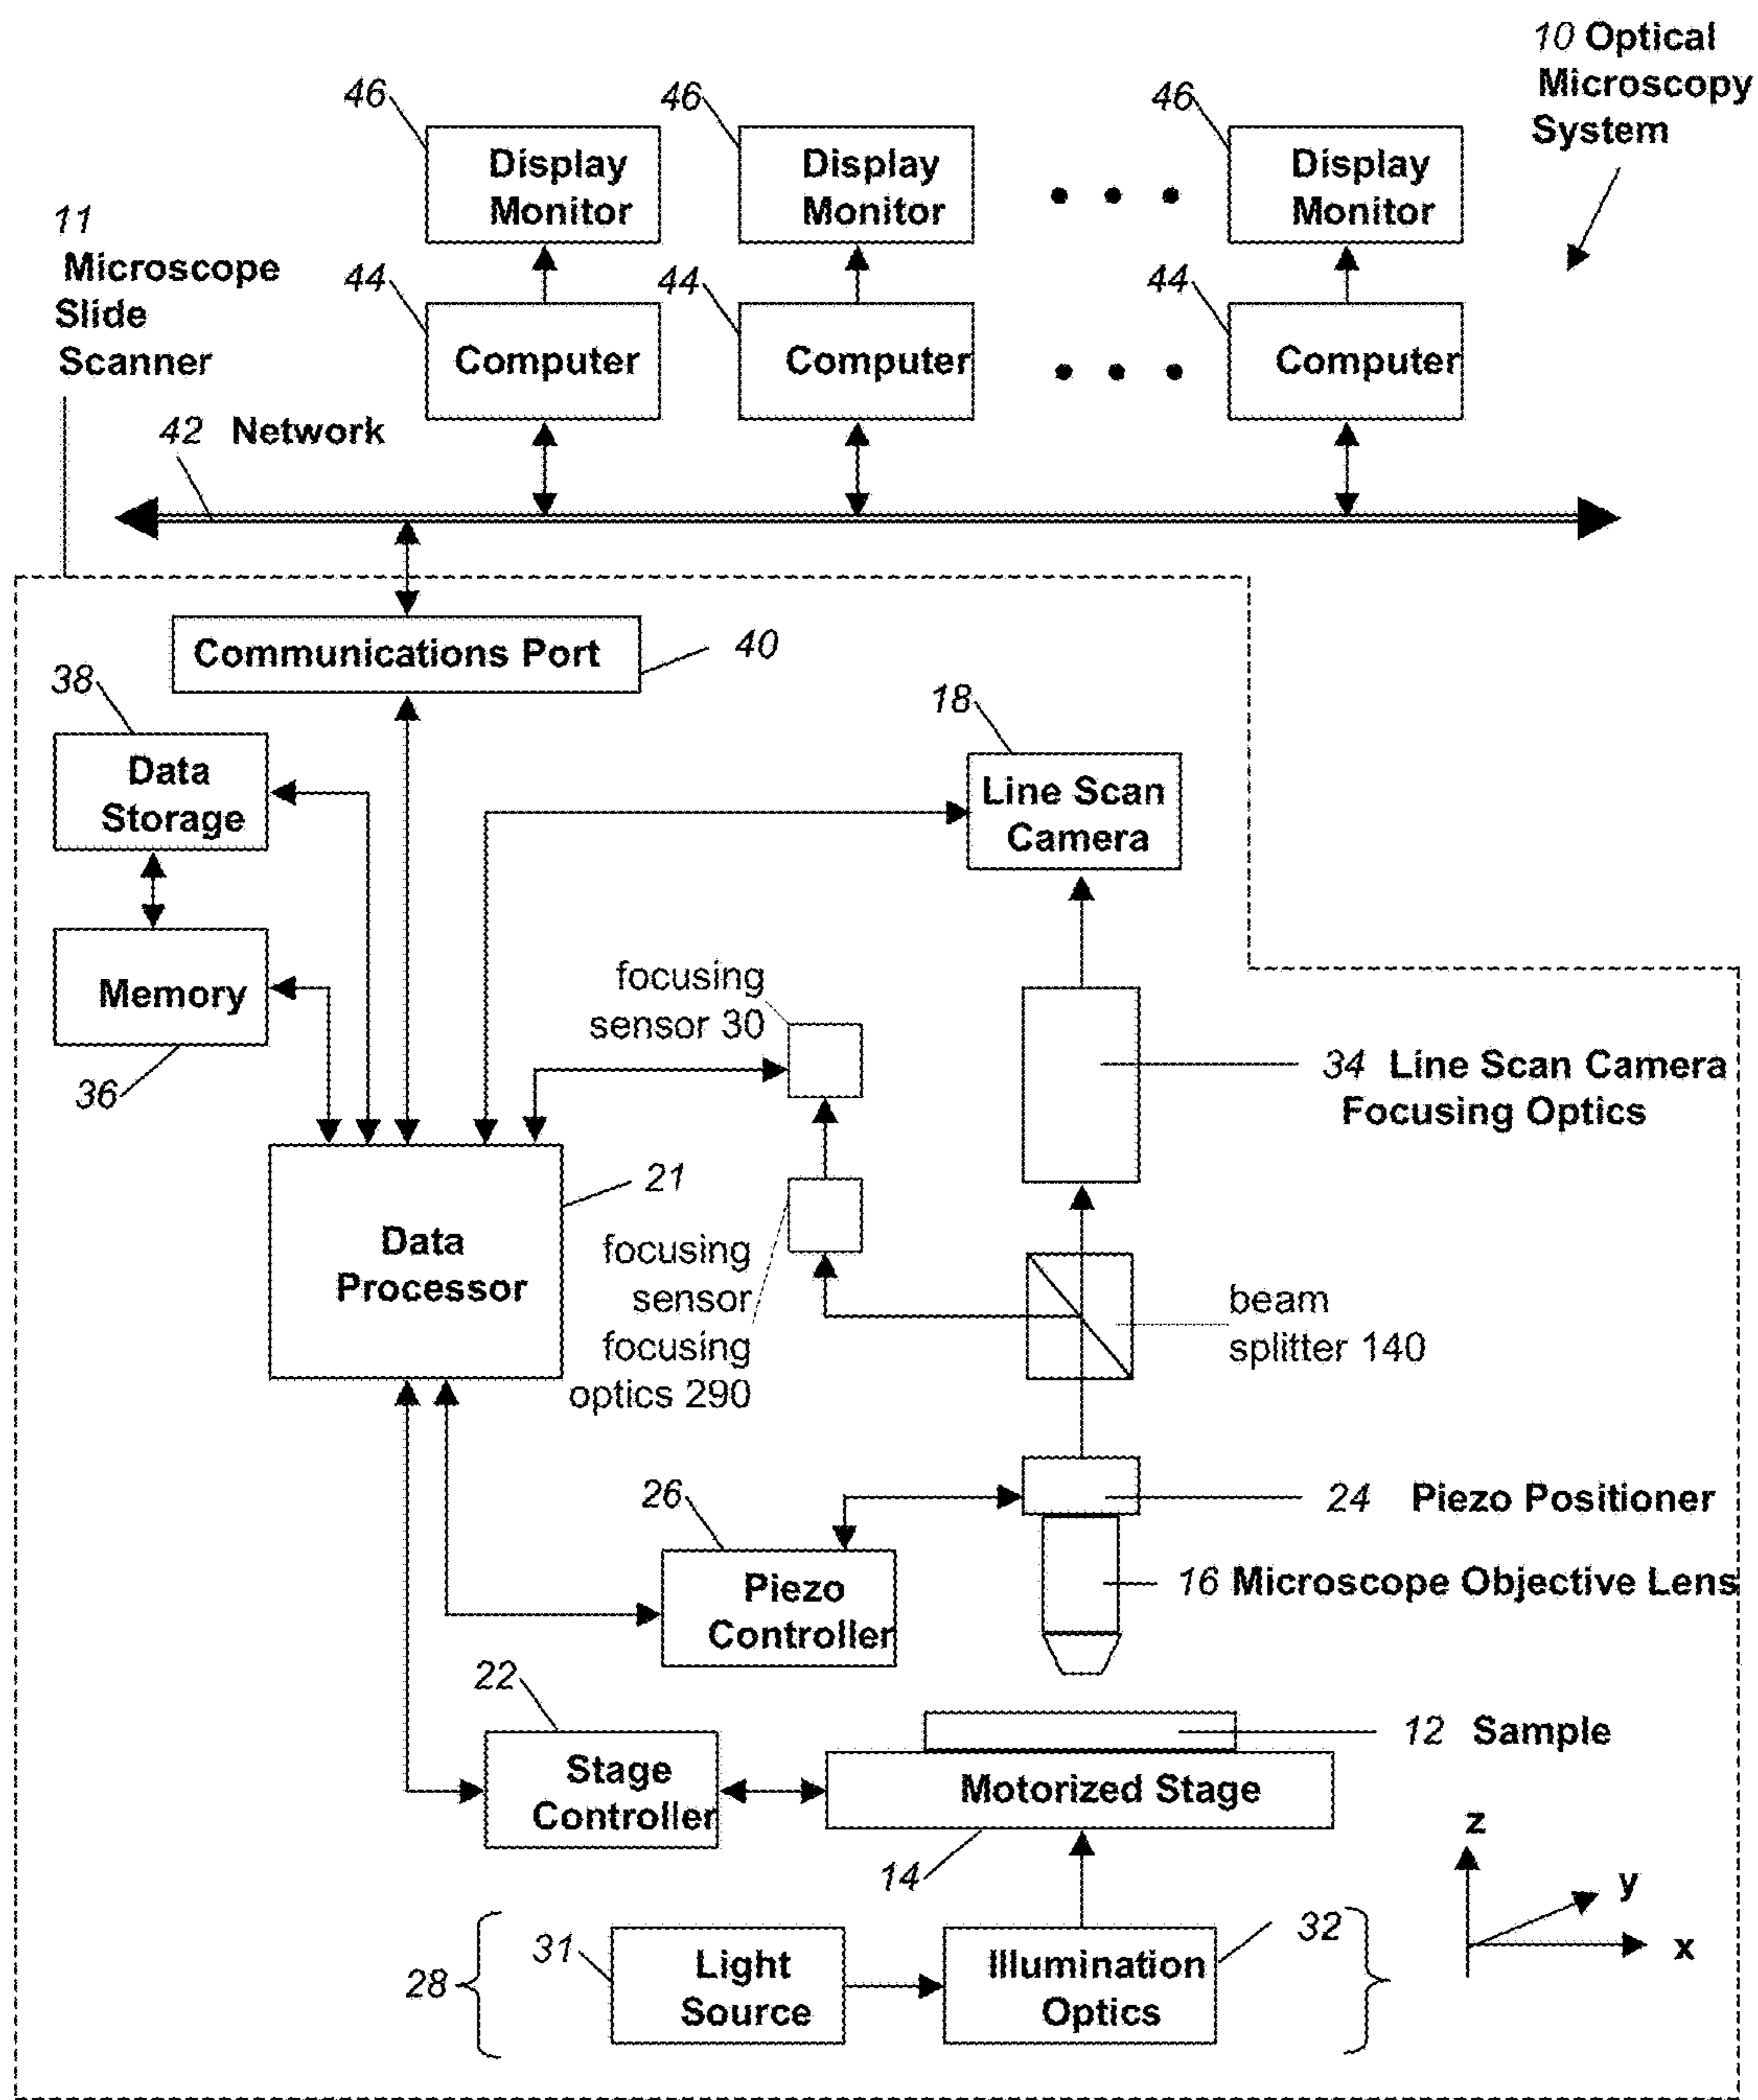 10 Optical
Microscopy
System
46
46
46
Display
Monitor
Display
Monitor
Display
Monitor
11
Microscope
Slide
Scanner
44
44
44
Computer
Computer
Computer
42 Network
Communications Port
40
38
Data
Storage
18
Line Scan
Camera
Memory
36
focusing
sensor 30
34 Line Scan Camera
Focusing Optics
21
Data
Processor
focusing
sensor
focusing
optics 290
beam
splitter 140
26
24 Piezo Positioner
Piezo
Controller
16 Microscope Objective Lens
22
Stage
Controller
12 Sample
Motorized Stage
14
z
y
x
28
31
Light
Source
Illumination
Optics
32